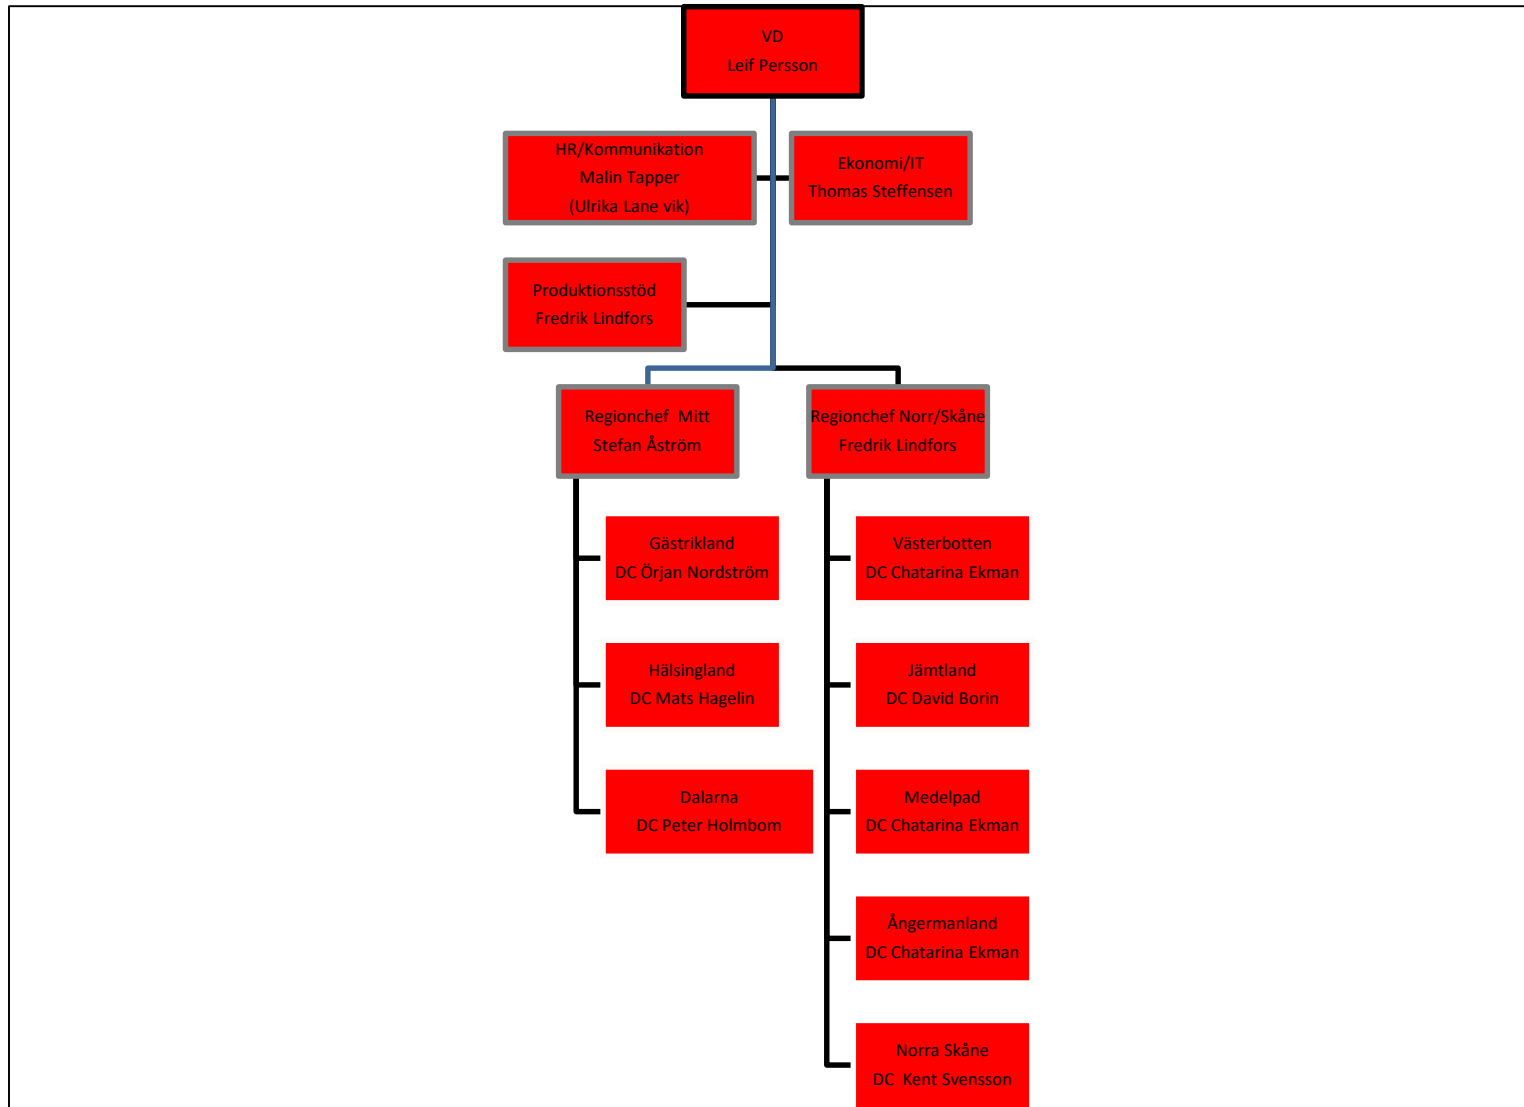 VD
Leif Persson
HR/Kommunikation
Malin Tapper
(Ulrika Lane vik)
Ekonomi/IT
Thomas Steffensen
Produktionsstöd
Fredrik Lindfors
Regionchef  Mitt
Stefan Åström
Regionchef Norr/Skåne
Fredrik Lindfors
Gästrikland
DC Örjan Nordström
Hälsingland
DC Mats Hagelin
Dalarna
DC Peter Holmbom
Västerbotten
DC Chatarina Ekman
Jämtland
DC David Borin
Medelpad
DC Chatarina Ekman
Ångermanland
DC Chatarina Ekman
Norra Skåne
DC  Kent Svensson